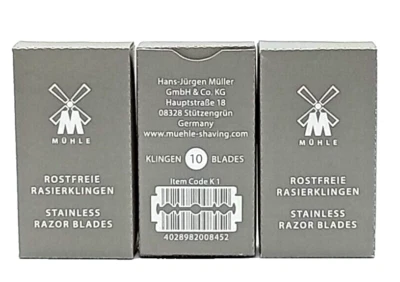 M
MÜHLE
ROSTFREIE
RASIERKLINGEN
STAINLESS
RAZOR BLADES
Hans-Jürgen Müller
GmbH & Co. KG
Hauptstraße 18
08328 Stützengrün
Germany
www.muehle-shaving.com
KLINGEN 10 BLADES
Item Code K 1
4028982008452
M
MÜHLE
ROSTFREIE
RASIERKLINGEN
STAINLESS
RAZOR BLADES